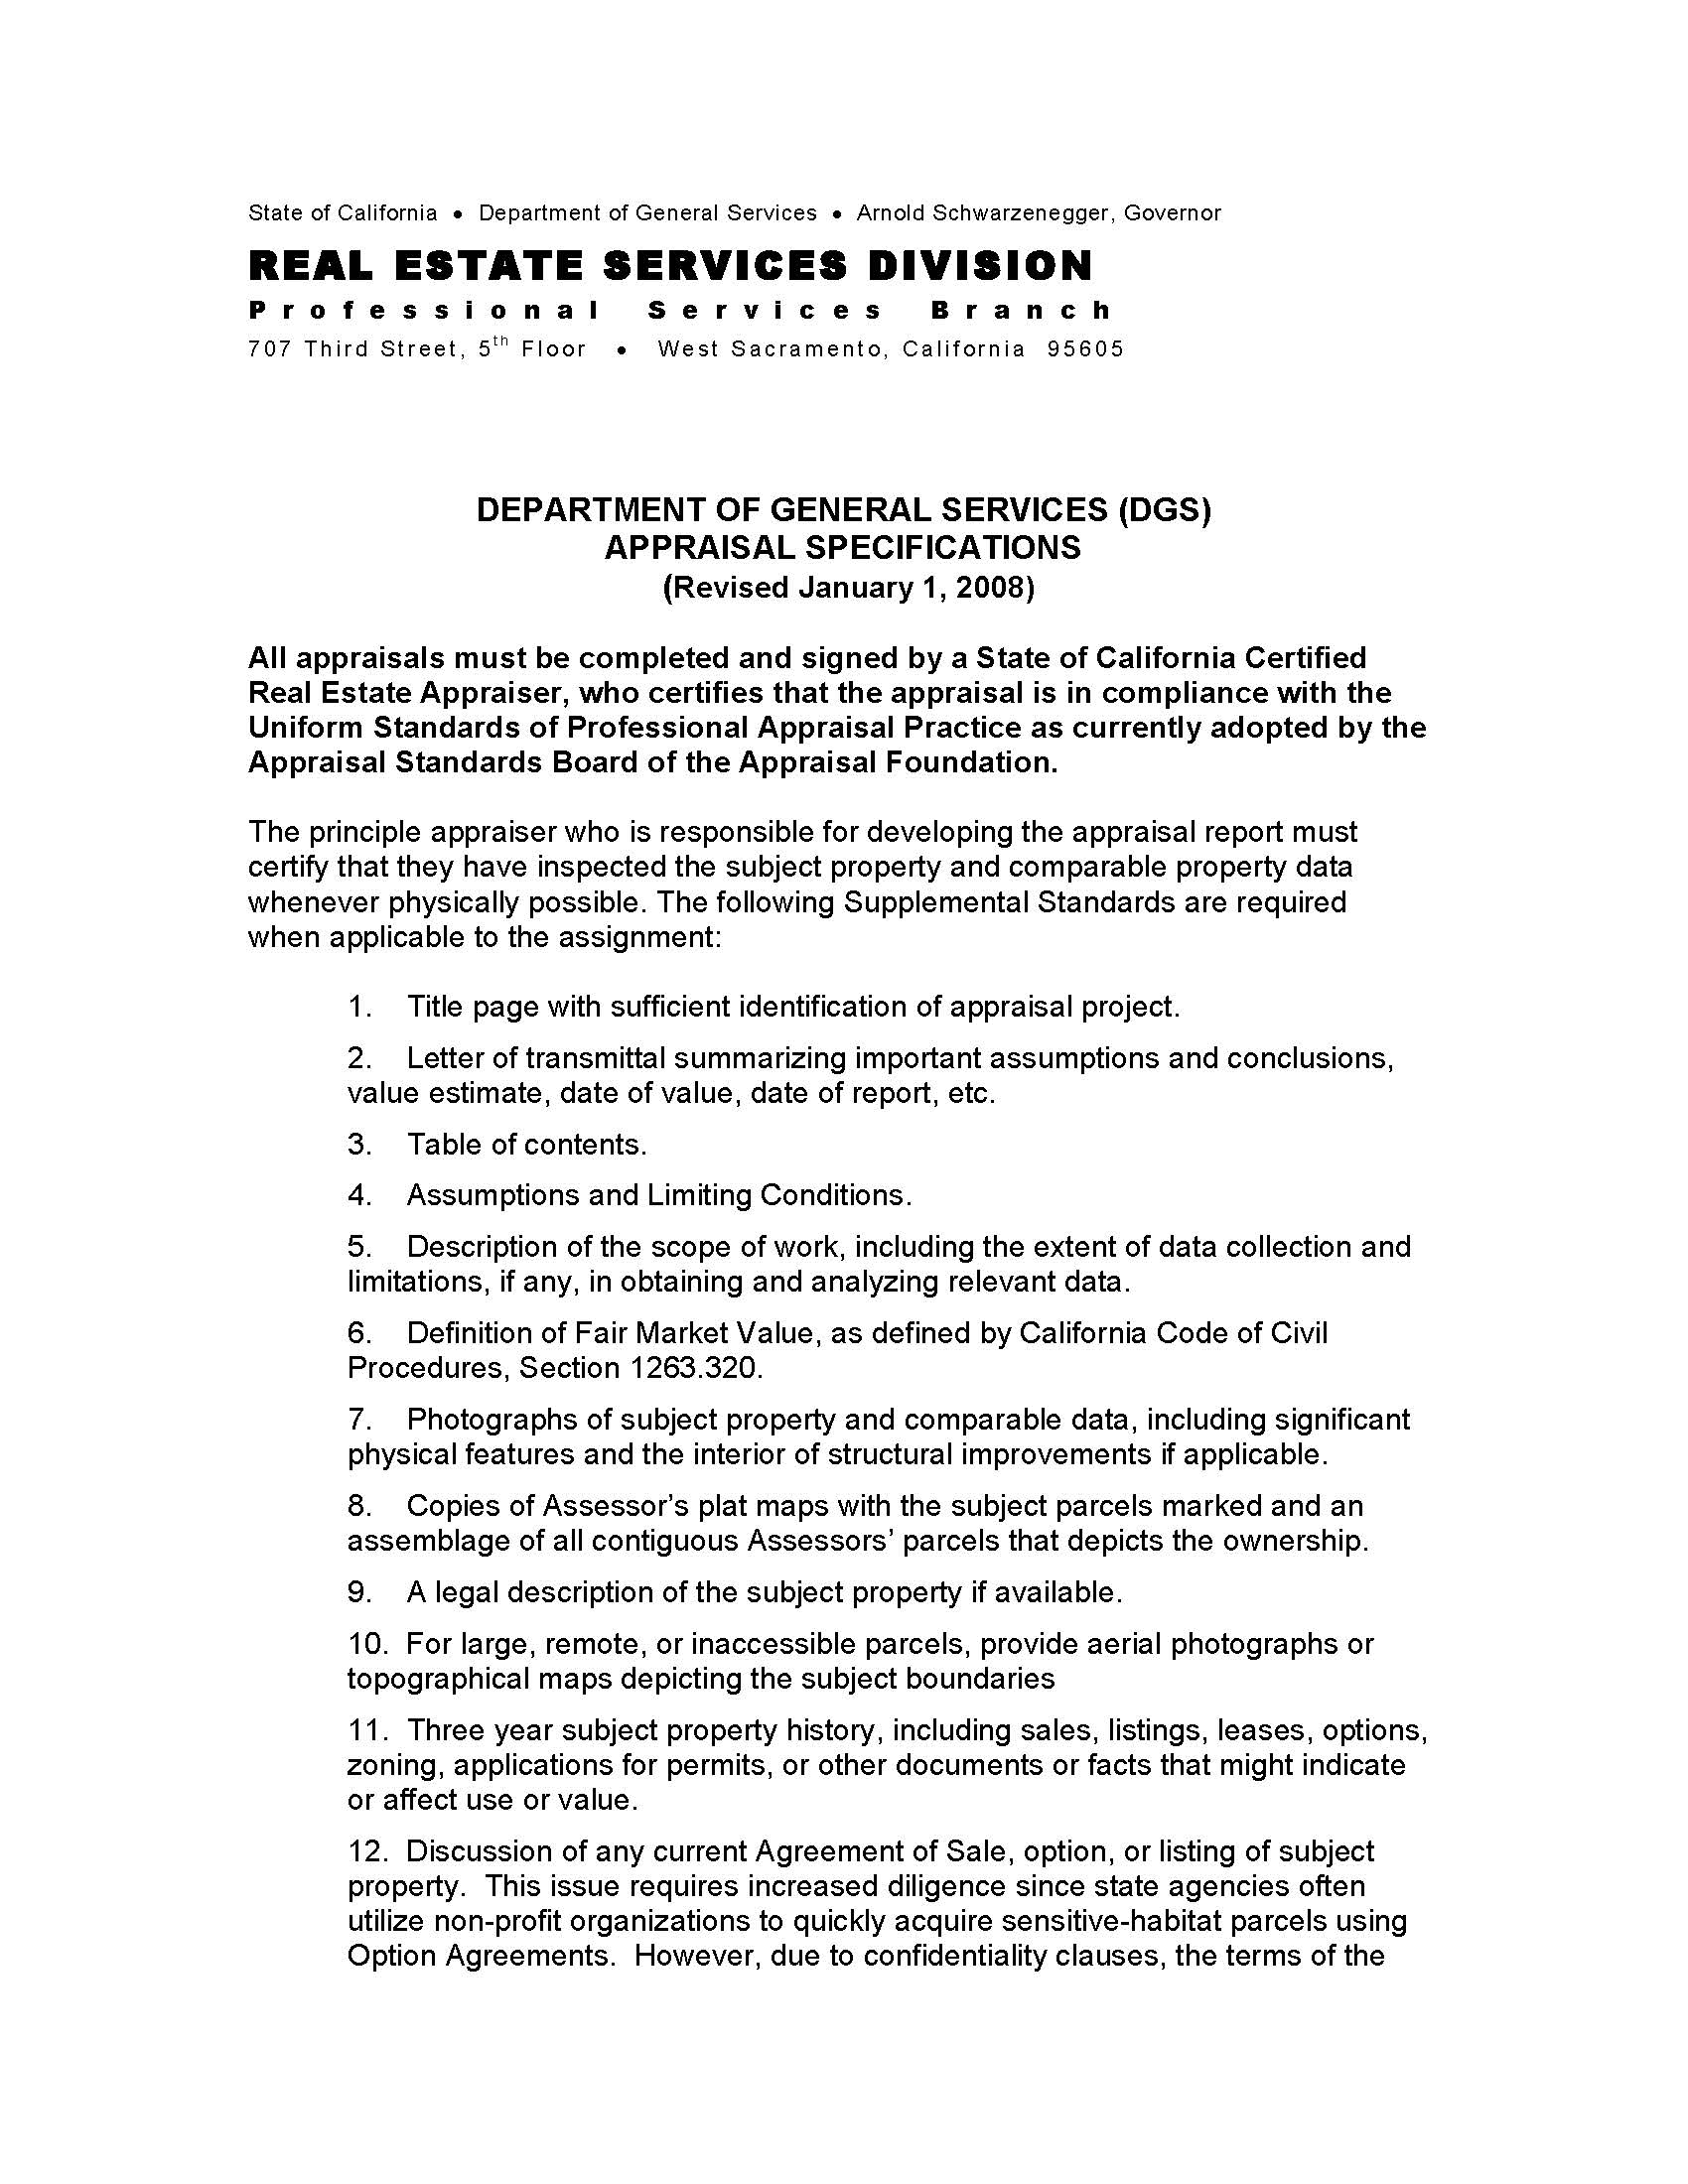 State of California • Department of General Services • Arnold Schwarzenegger, Governor
REAL ESTATE SERVICES DIVISION
Professional Services Branch
707 Third Street, 5th Floor • West Sacramento, California 95605
DEPARTMENT OF GENERAL SERVICES (DGS)
APPRAISAL SPECIFICATIONS
(Revised January 1, 2008)
All appraisals must be completed and signed by a State of California Certified
Real Estate Appraiser, who certifies that the appraisal is in compliance with the
Uniform Standards of Professional Appraisal Practice as currently adopted by the
Appraisal Standards Board of the Appraisal Foundation.
The principle appraiser who is responsible for developing the appraisal report must
certify that they have inspected the subject property and comparable property data
whenever physically possible. The following Supplemental Standards are required
when applicable to the assignment:
1. Title page with sufficient identification of appraisal project.
2. Letter of transmittal summarizing important assumptions and conclusions,
value estimate, date of value, date of report, etc.
3. Table of contents.
4. Assumptions and Limiting Conditions.
5. Description of the scope of work, including the extent of data collection and
limitations, if any, in obtaining and analyzing relevant data.
6. Definition of Fair Market Value, as defined by California Code of Civil
Procedures, Section 1263.320.
7. Photographs of subject property and comparable data, including significant
physical features and the interior of structural improvements if applicable.
8. Copies of Assessor's plat maps with the subject parcels marked and an
assemblage of all contiguous Assessors' parcels that depicts the ownership.
9. A legal description of the subject property if available.
10. For large, remote, or inaccessible parcels, provide aerial photographs or
topographical maps depicting the subject boundaries
11. Three year subject property history, including sales, listings, leases, options,
zoning, applications for permits, or other documents or facts that might indicate
or affect use or value.
12. Discussion of any current Agreement of Sale, option, or listing of subject
property. This issue requires increased diligence since state agencies often
utilize non-profit organizations to quickly acquire sensitive-habitat parcels using
Option Agreements. However, due to confidentiality clauses, the terms of the